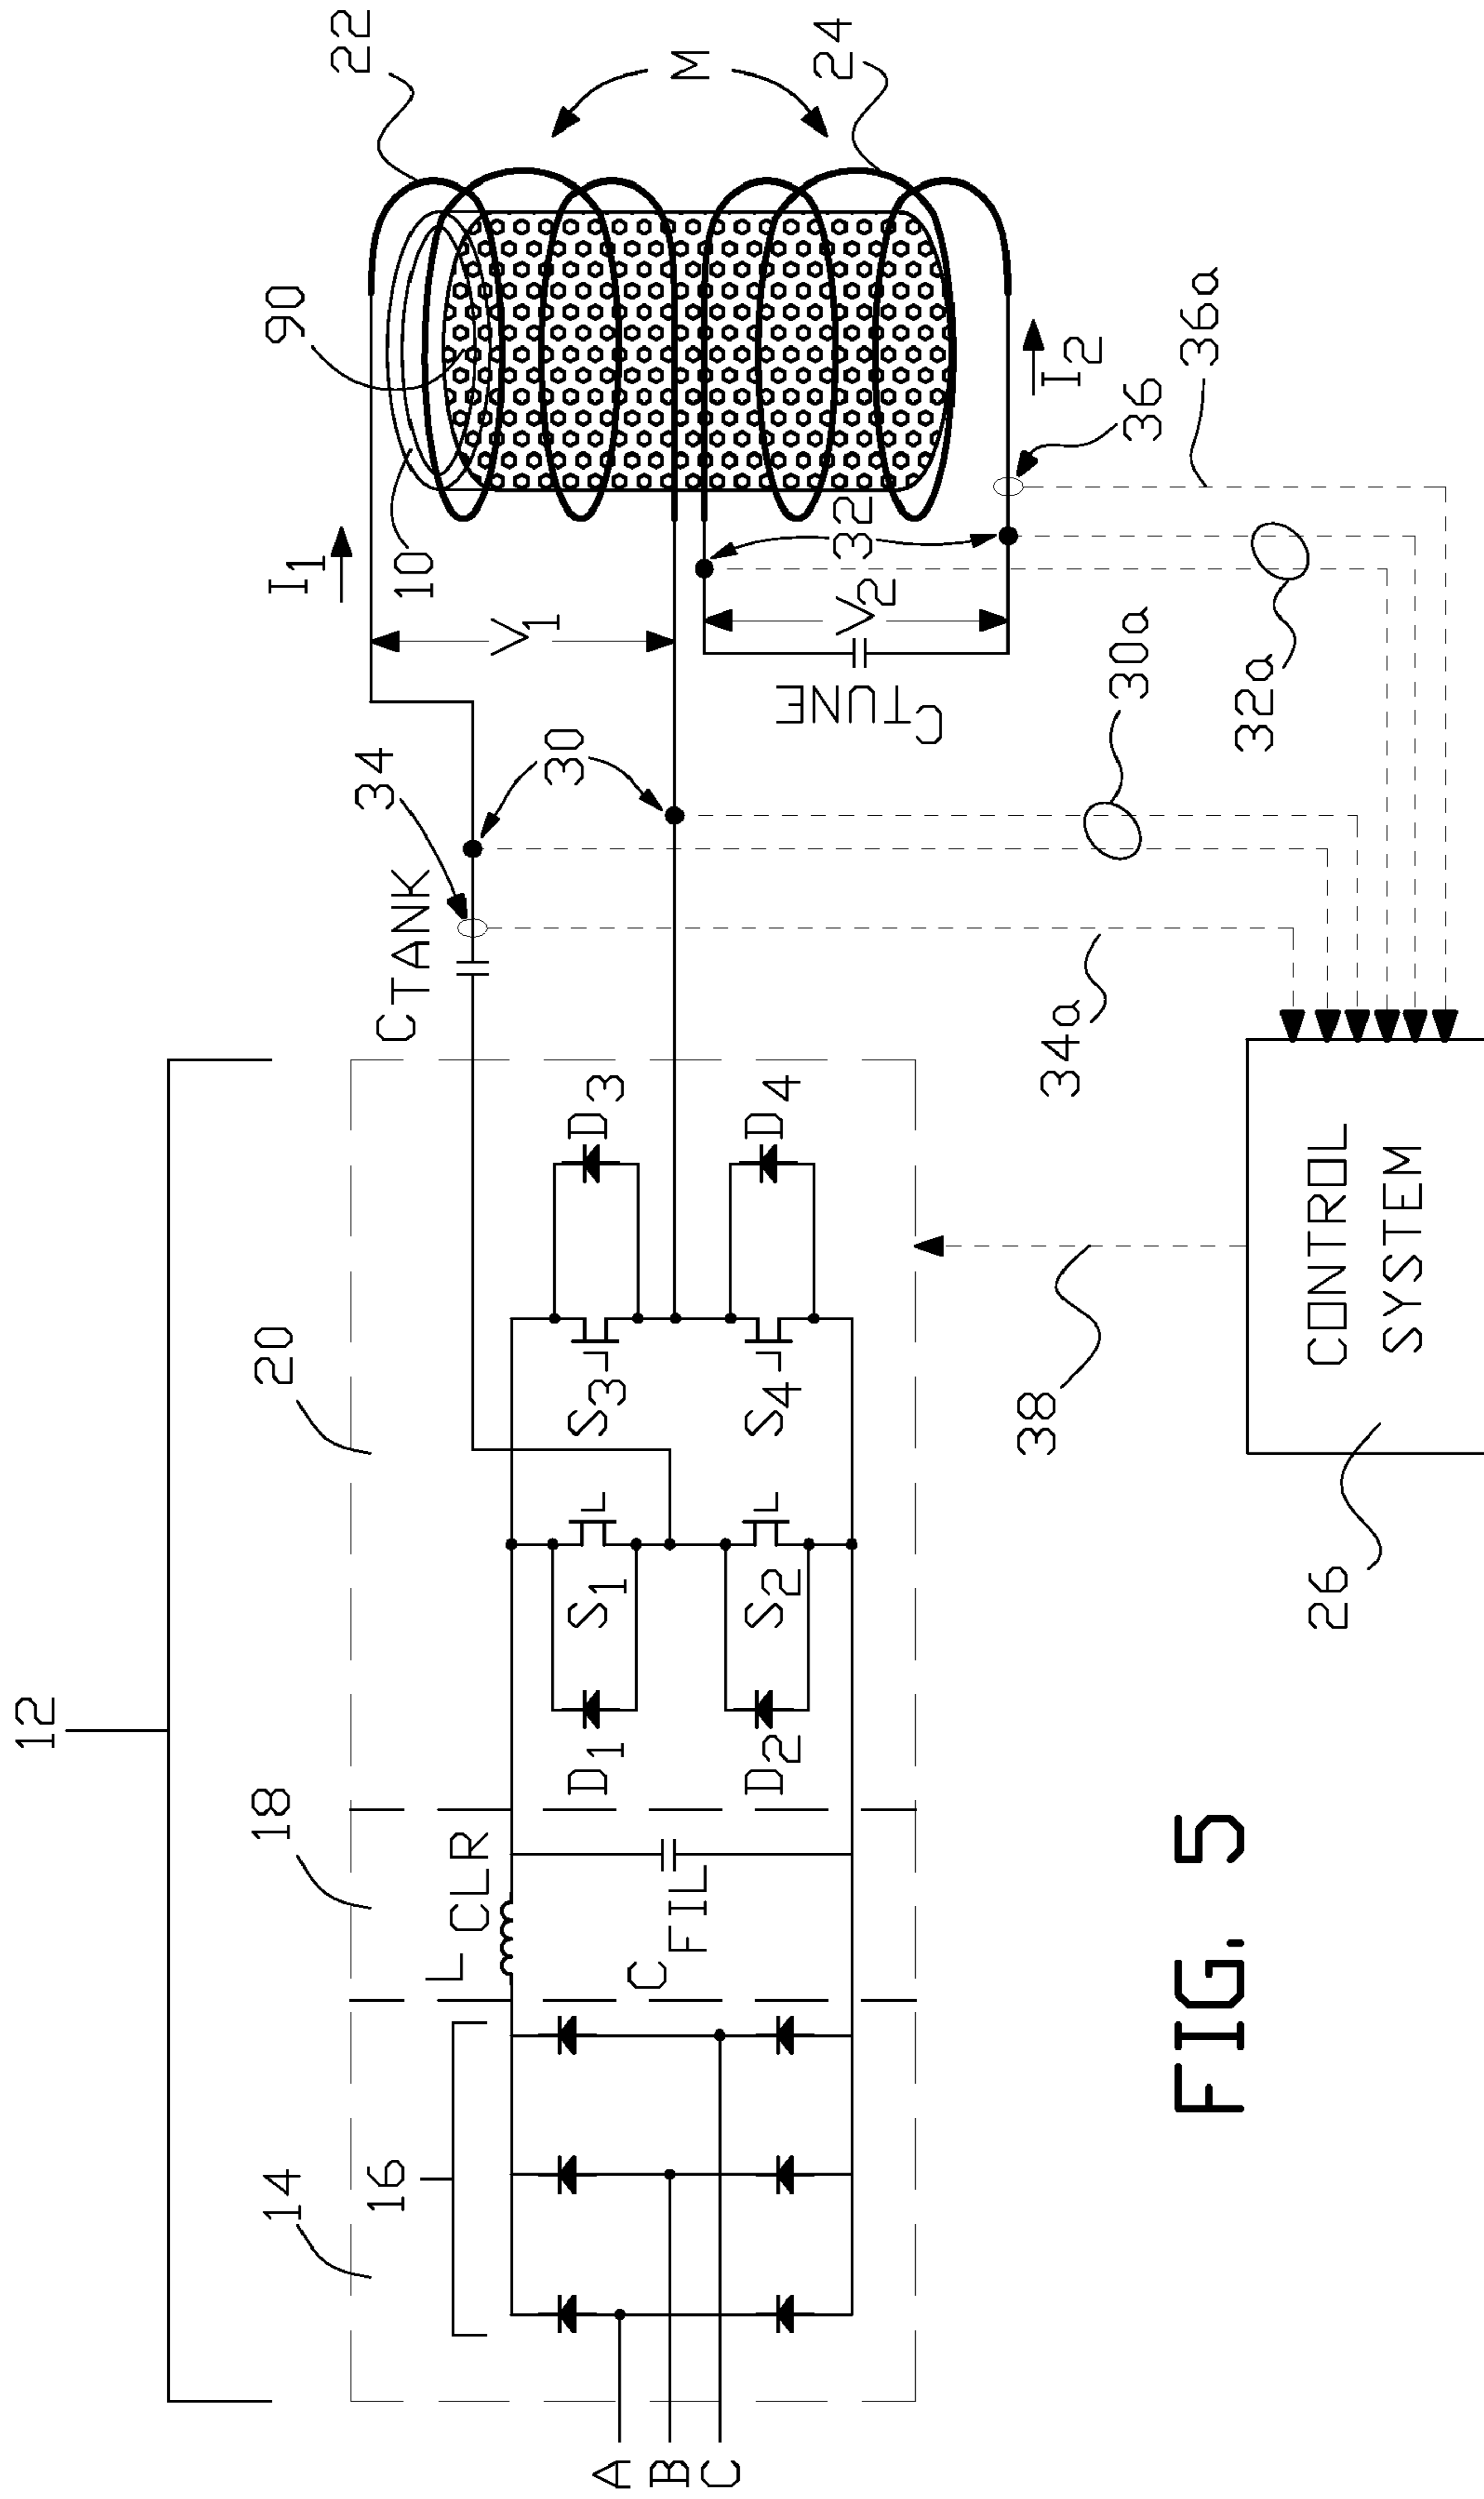 12
14
16
18
20
LCLR
CFIL
A
B
C
D1
S1
D2
S2
S3
D3
S4
D4
CTANK
34
30
I1
V1
10
90
22
M
24
32
V2
CTUNE
I2
36
36a
32a
30a
34a
38
26
CONTROL
SYSTEM
FIG. 5